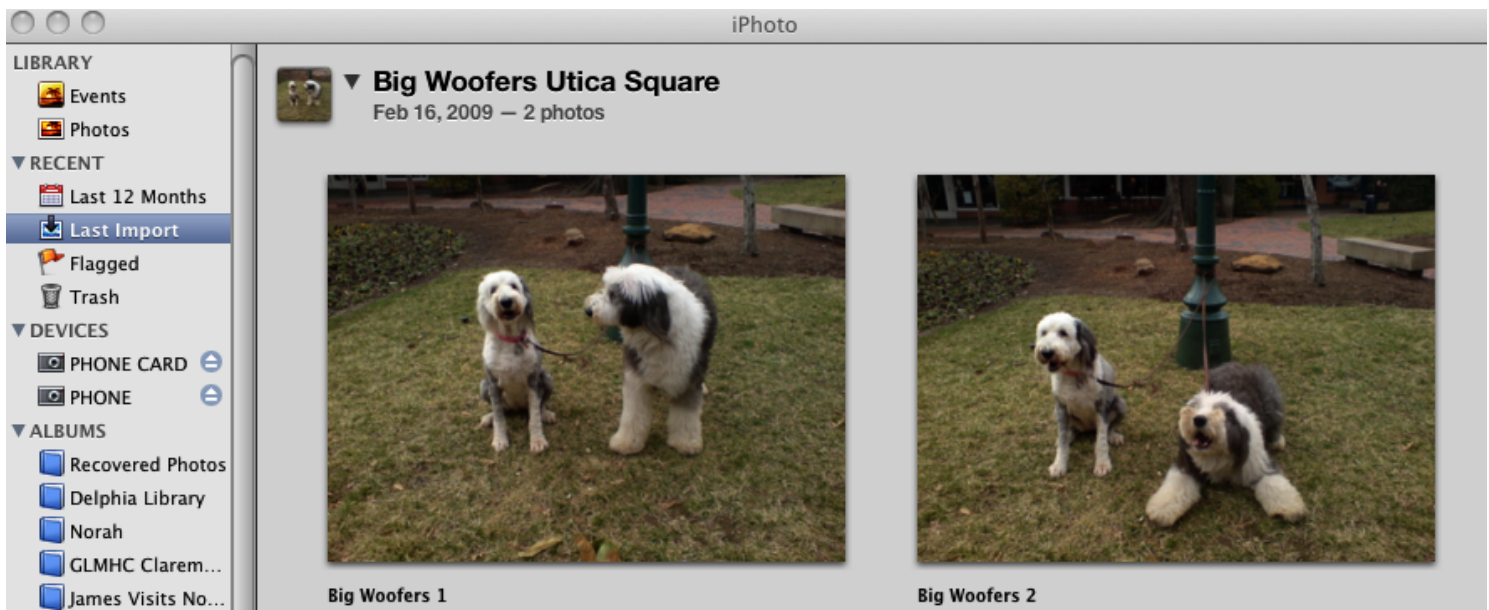 iPhoto
LIBRARY
Events
Photos
RECENT
Last 12 Months
Last Import
Flagged
Trash
DEVICES
PHONE CARD
PHONE
ALBUMS
Recovered Photos
Delphia Library
Norah
GLMHC Clarem...
James Visits No...
Big Woofers Utica Square
Feb 16, 2009 — 2 photos
Big Woofers 1
Big Woofers 2